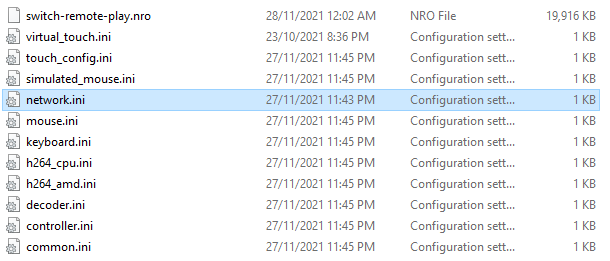 switch-remote-play.nro 28/11/2021 12:02 AM NRO File 19,916 KB
virtual_touch.ini 23/10/2021 8:36 PM Configuration sett... 1 KB
touch_config.ini 27/11/2021 11:45 PM Configuration sett... 1 KB
simulated_mouse.ini 27/11/2021 11:45 PM Configuration sett... 1 KB
network.ini 27/11/2021 11:43 PM Configuration sett... 1 KB
mouse.ini 27/11/2021 11:45 PM Configuration sett... 1 KB
keyboard.ini 27/11/2021 11:45 PM Configuration sett... 1 KB
h264_cpu.ini 27/11/2021 11:45 PM Configuration sett... 1 KB
h264_amd.ini 27/11/2021 11:45 PM Configuration sett... 1 KB
decoder.ini 27/11/2021 11:45 PM Configuration sett... 1 KB
controller.ini 27/11/2021 11:45 PM Configuration sett... 1 KB
common.ini 27/11/2021 11:45 PM Configuration sett... 1 KB